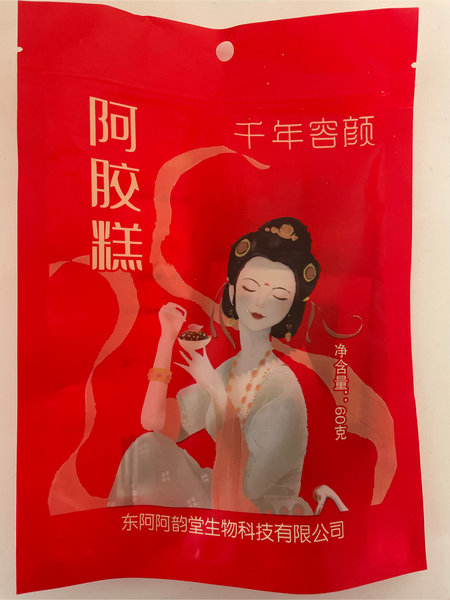 阿胶糕
千年容颜
净含量：60克
东阿阿韵堂生物科技有限公司